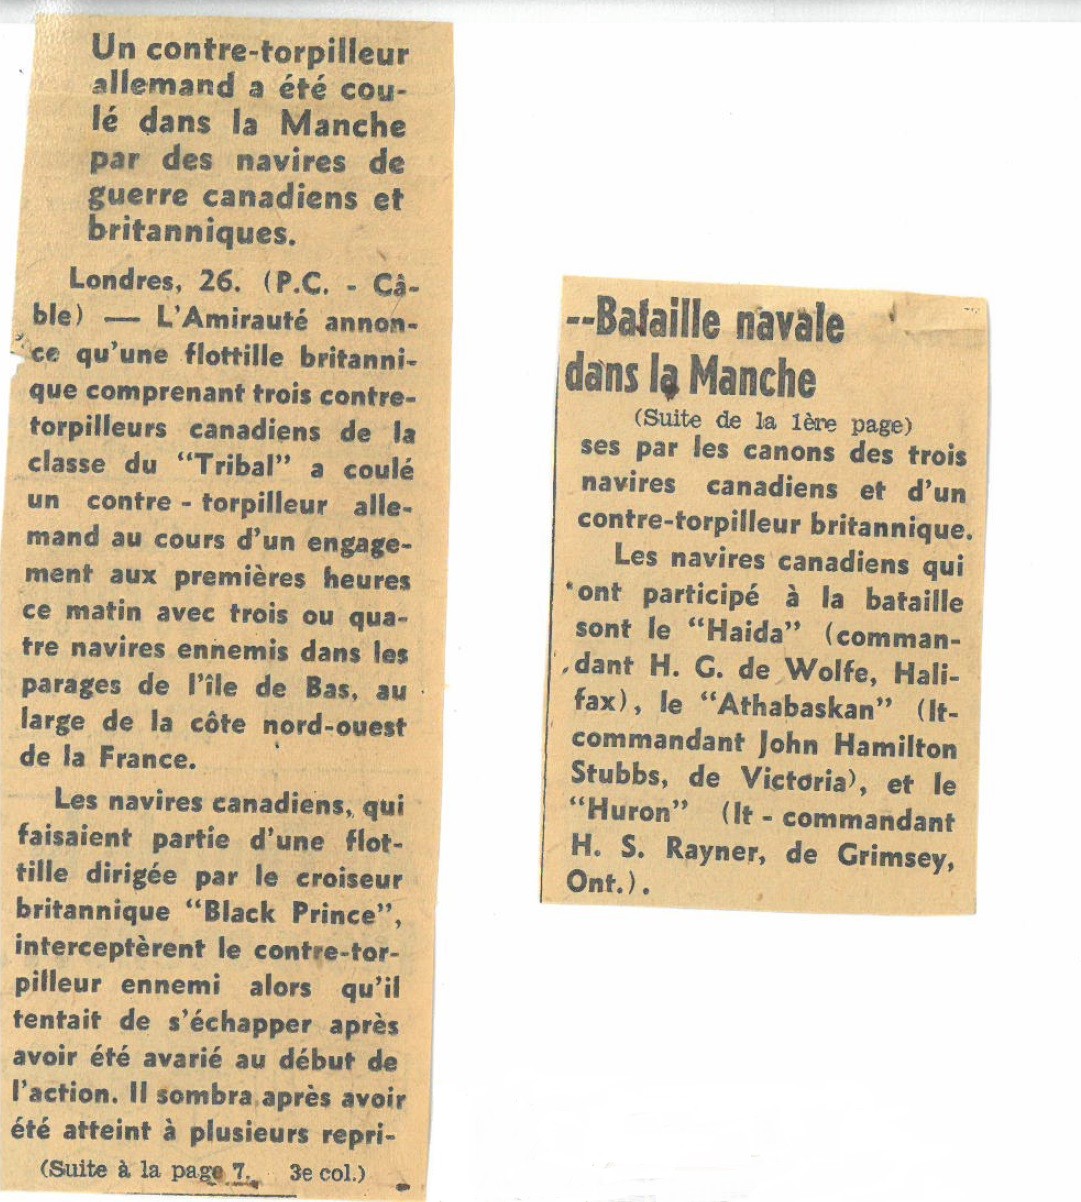 Un contre-torpilleur
allemand a été cou-
lé dans la Manche
par des navires de
guerre canadiens et
britanniques.
Londres, 26. (P.C. - Câ-
ble) — L'Amirauté annon-
ce qu'une flottille britanni-
que comprenant trois contre-
torpilleurs canadiens de la
classe du "Tribal" a coulé
un contre - torpilleur alle-
mand au cours d'un engage-
ment aux premières heures
ce matin avec trois ou qua-
tre navires ennemis dans les
parages de l'île de Bas, au
large de la côte nord-ouest
de la France.
Les navires canadiens, qui
faisaient partie d'une flot-
tille dirigée par le croiseur
britannique "Black Prince",
interceptèrent le contre-tor-
pilleur ennemi alors qu'il
tentait de s'échapper après
avoir été avarié au début de
l'action. Il sombra après avoir
été atteint à plusieurs repri-
(Suite à la page 7. 3e col.)
--Bataille navale
dans la Manche
(Suite de la 1ère page)
ses par les canons des trois
navires canadiens et d'un
contre-torpilleur britannique.
Les navires canadiens qui
ont participé à la bataille
sont le "Haida" (comman-
dant H. G. de Wolfe, Hali-
fax), le "Athabaskan" (lt-
commandant John Hamilton
Stubbs, de Victoria), et le
"Huron" (lt - commandant
H. S. Rayner, de Grimsey,
Ont.).